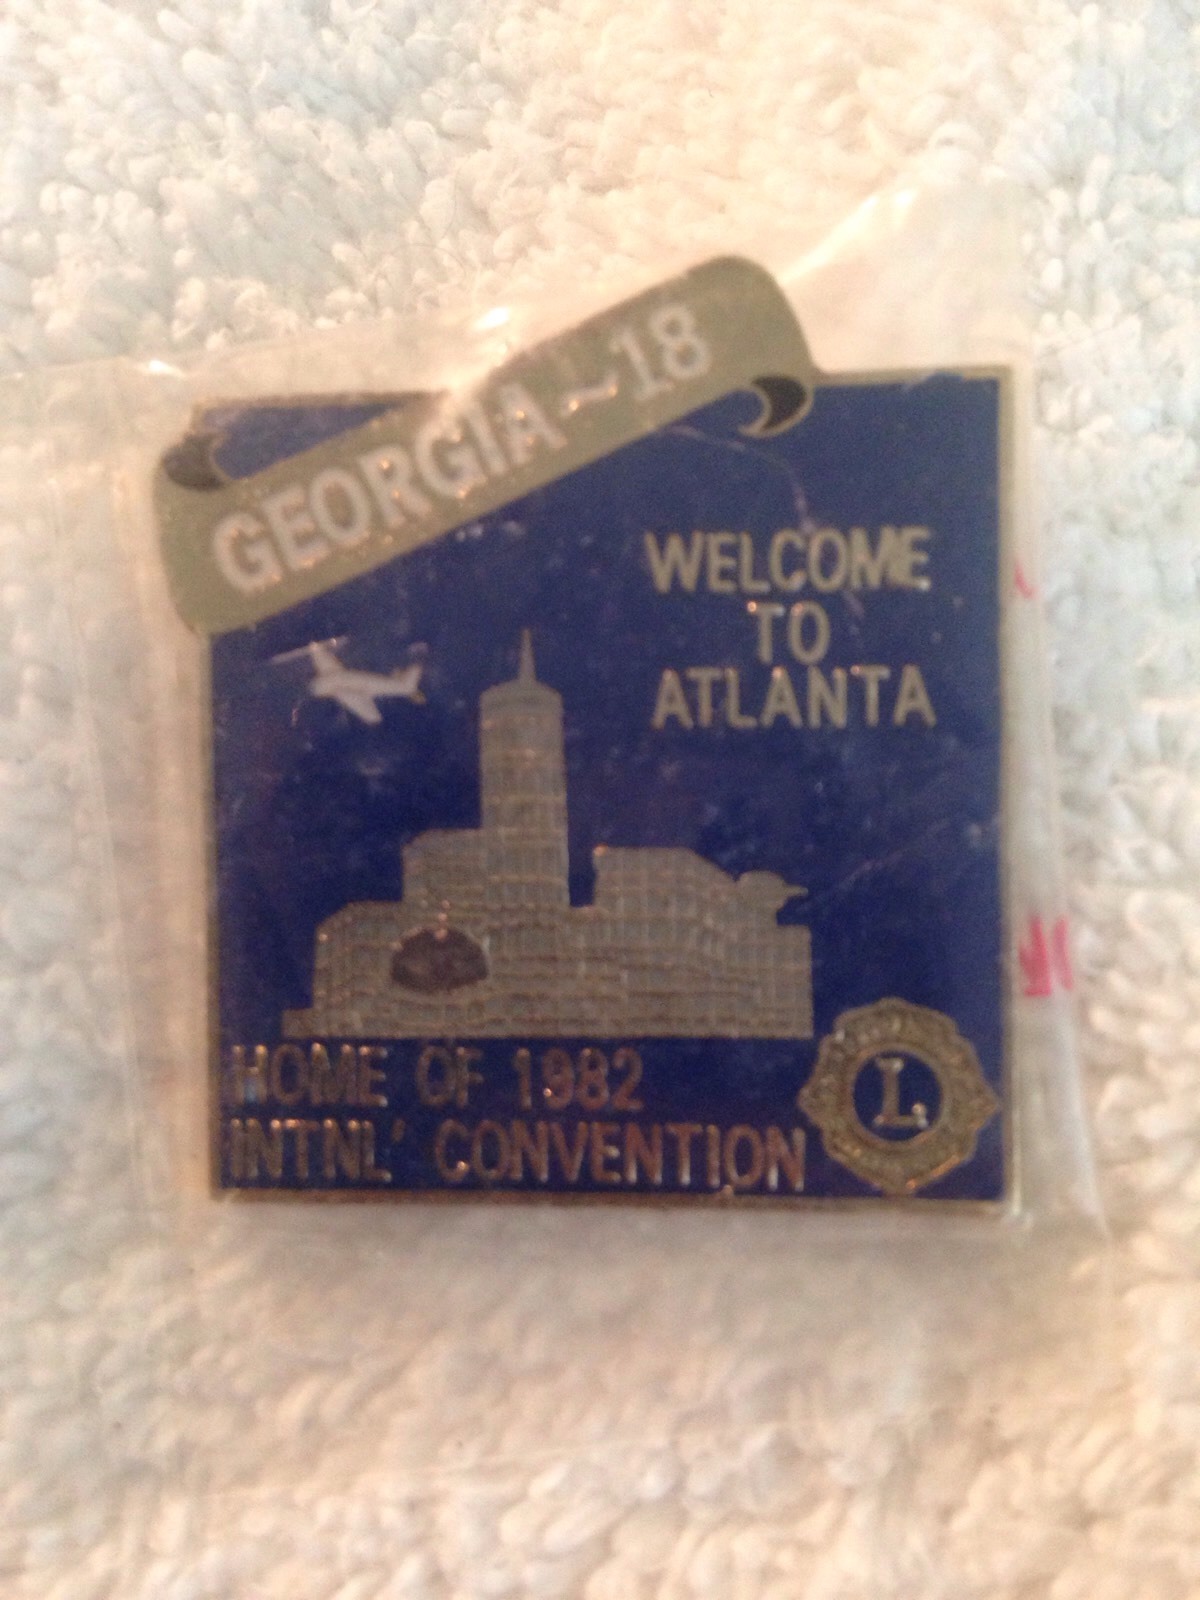 GEORGIA ~ 18
WELCOME
TO
ATLANTA
HOME OF 1982
INTNL' CONVENTION
L